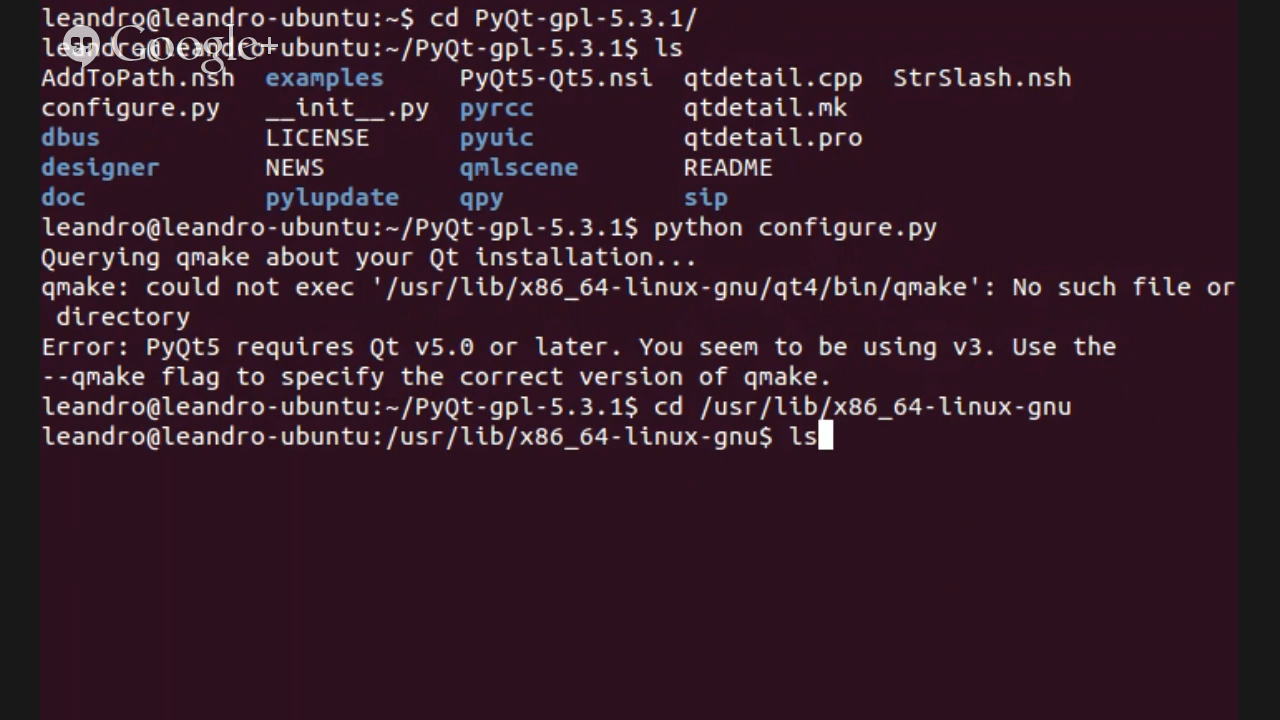 leandro@leandro-ubuntu:~$ cd PyQt-gpl-5.3.1/
Google+
leandro@leandro-ubuntu:~/PyQt-gpl-5.3.1$ ls
AddToPath.nsh examples PyQt5-Qt5.nsi qtdetail.cpp StrSlash.nsh
configure.py __init__.py pyrcc qtdetail.mk
dbus LICENSE pyuic qtdetail.pro
designer NEWS qmlscene README
doc pylupdate qpy sip
leandro@leandro-ubuntu:~/PyQt-gpl-5.3.1$ python configure.py
Querying qmake about your Qt installation...
qmake: could not exec '/usr/lib/x86_64-linux-gnu/qt4/bin/qmake': No such file or
directory
Error: PyQt5 requires Qt v5.0 or later. You seem to be using v3. Use the
--qmake flag to specify the correct version of qmake.
leandro@leandro-ubuntu:~/PyQt-gpl-5.3.1$ cd /usr/lib/x86_64-linux-gnu
leandro@leandro-ubuntu:/usr/lib/x86_64-linux-gnu$ ls